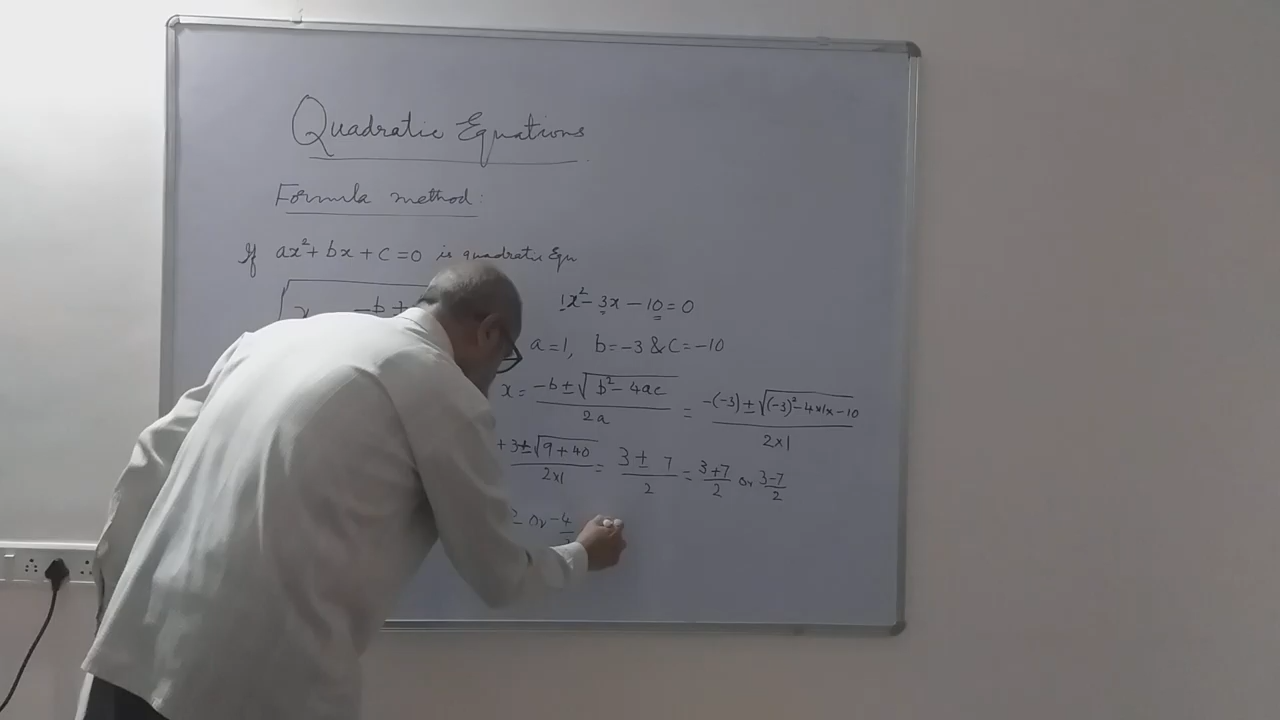 Quadratic Equations
Formula method:
If ax²+ bx + c = 0 is quadratic Equ
x -b ±
1x² - 3x - 10 = 0
a = 1, b = -3 & C = -10
x = -b ± √b² - 4ac / 2a = -(-3) ± √(-3)² - 4×1×-10 / 2×1
+3 ± √9 + 40 / 2×1 = 3 ± 7 / 2 = 3+7 / 2 or 3-7 / 2
or -4